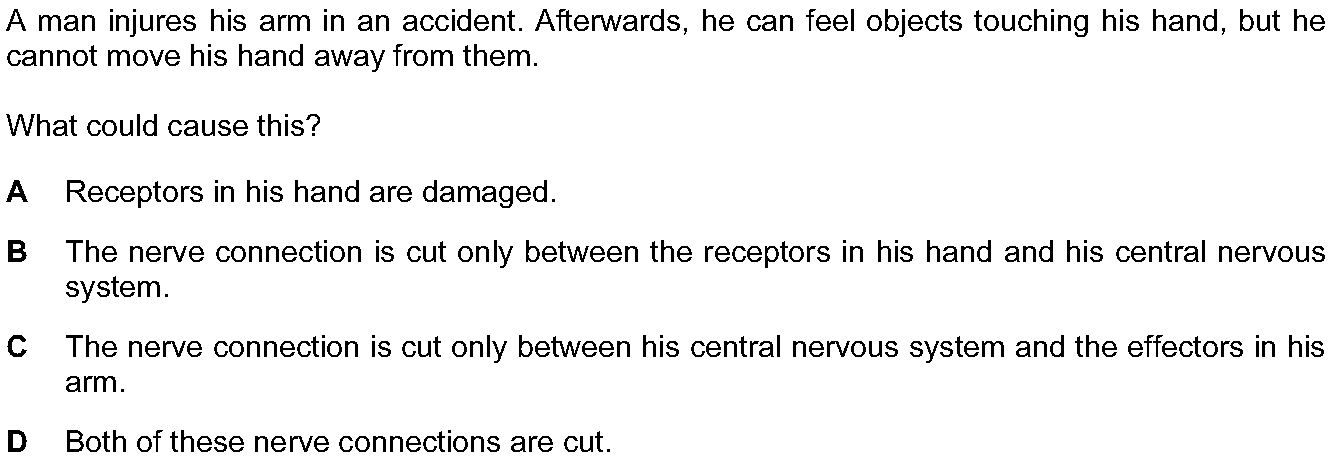 A man injures his arm in an accident. Afterwards, he can feel objects touching his hand, but he
cannot move his hand away from them.
What could cause this?
A Receptors in his hand are damaged.
B The nerve connection is cut only between the receptors in his hand and his central nervous
system.
C The nerve connection is cut only between his central nervous system and the effectors in his
arm.
D Both of these nerve connections are cut.